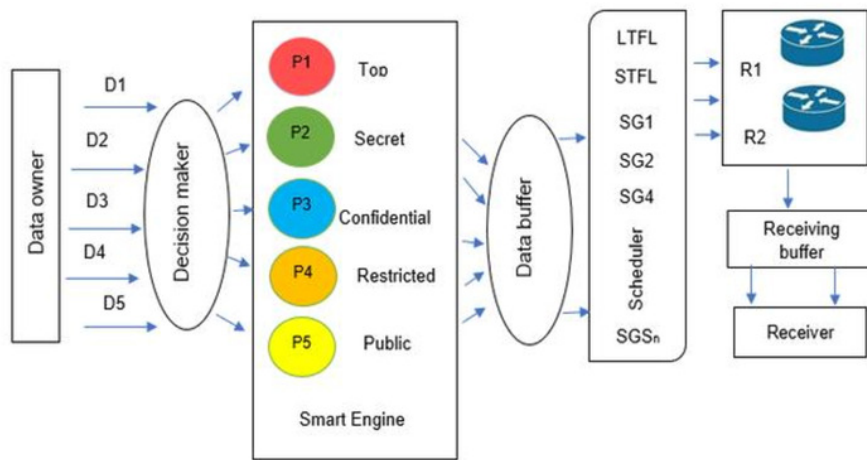 Data owner
D1
D2
D3
D4
D5
Decision maker
P1
Top
P2
Secret
P3
Confidential
P4
Restricted
P5
Public
Smart Engine
Data buffer
LTFL
STFL
SG1
SG2
SG4
Scheduler
SGSn
R1
R2
Receiving
buffer
Receiver